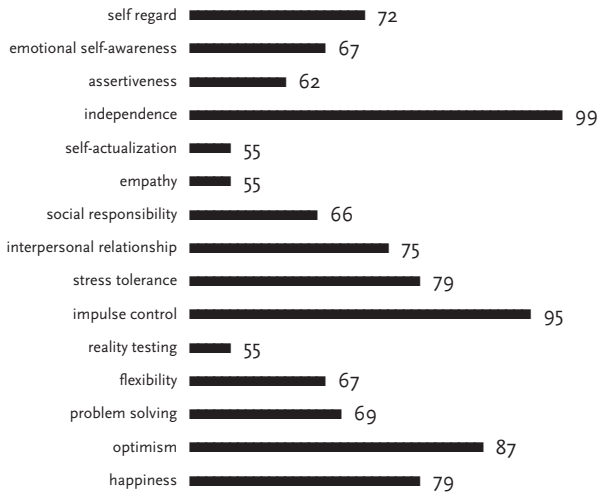 self regard 72
emotional self-awareness 67
assertiveness 62
independence 99
self-actualization 55
empathy 55
social responsibility 66
interpersonal relationship 75
stress tolerance 79
impulse control 95
reality testing 55
flexibility 67
problem solving 69
optimism 87
happiness 79